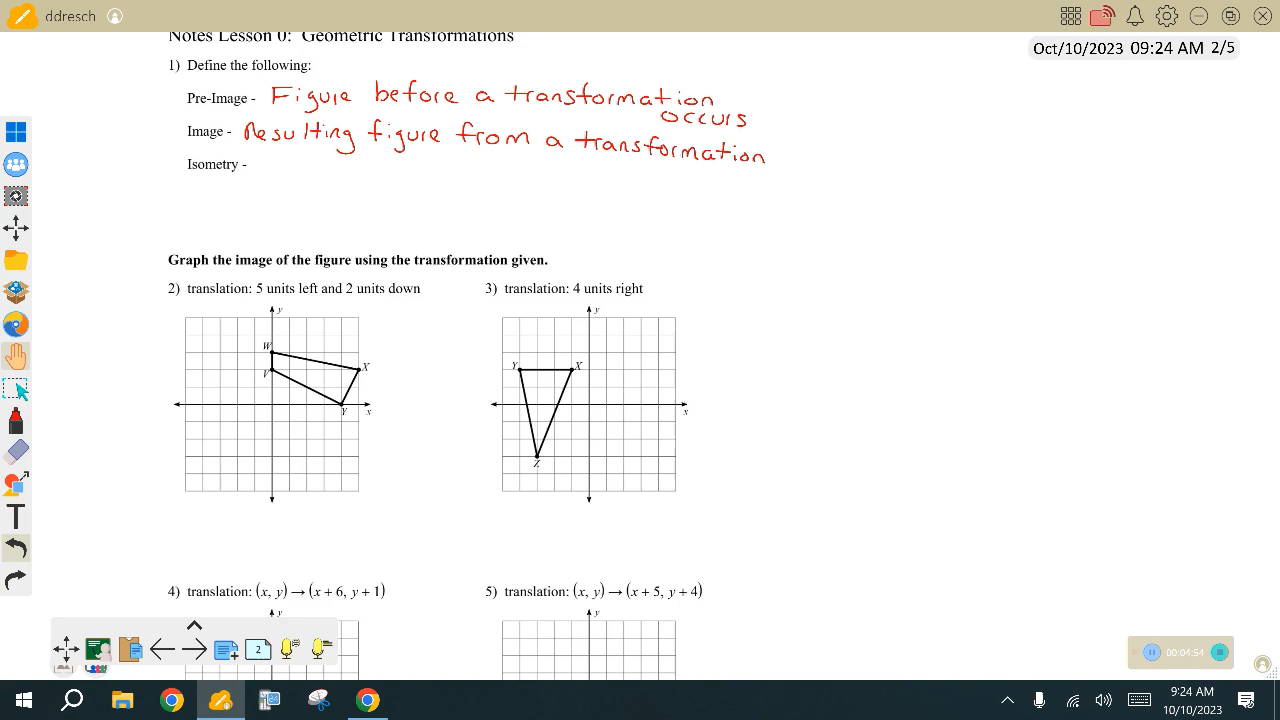 ddresch
Notes Lesson 0: Geometric Transformations
Oct/10/2023 09:24 AM 2/5
1) Define the following:
Pre-Image - Figure before a transformation
occurs
Image - Resulting figure from a transformation
Isometry -
Graph the image of the figure using the transformation given.
2) translation: 5 units left and 2 units down
3) translation: 4 units right
y
W
X
V
Y
x
y
Y
X
x
Z
4) translation: (x, y) → (x + 6, y + 1)
5) translation: (x, y) → (x + 5, y + 4)
y
y
T
2
00:04:54
9:24 AM
10/10/2023